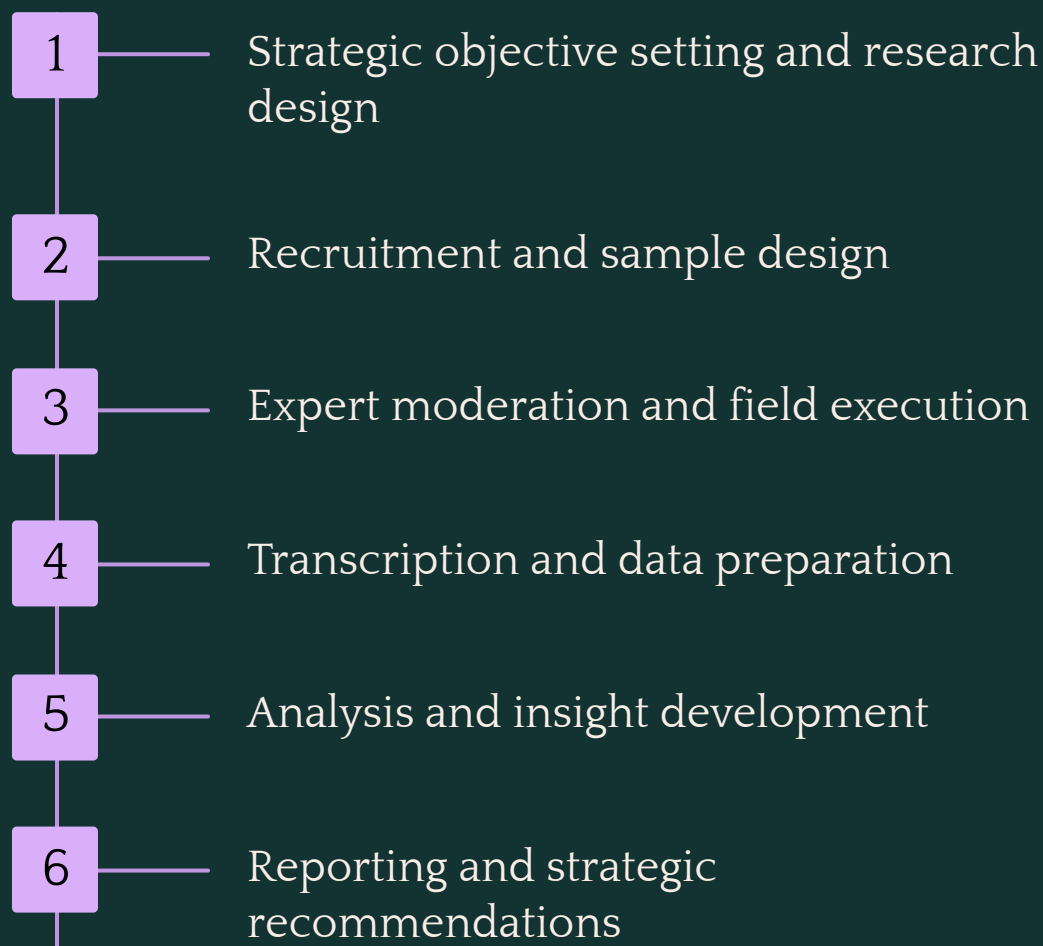 1
Strategic objective setting and research
design
2
Recruitment and sample design
3
Expert moderation and field execution
4
Transcription and data preparation
5
Analysis and insight development
6
Reporting and strategic
recommendations